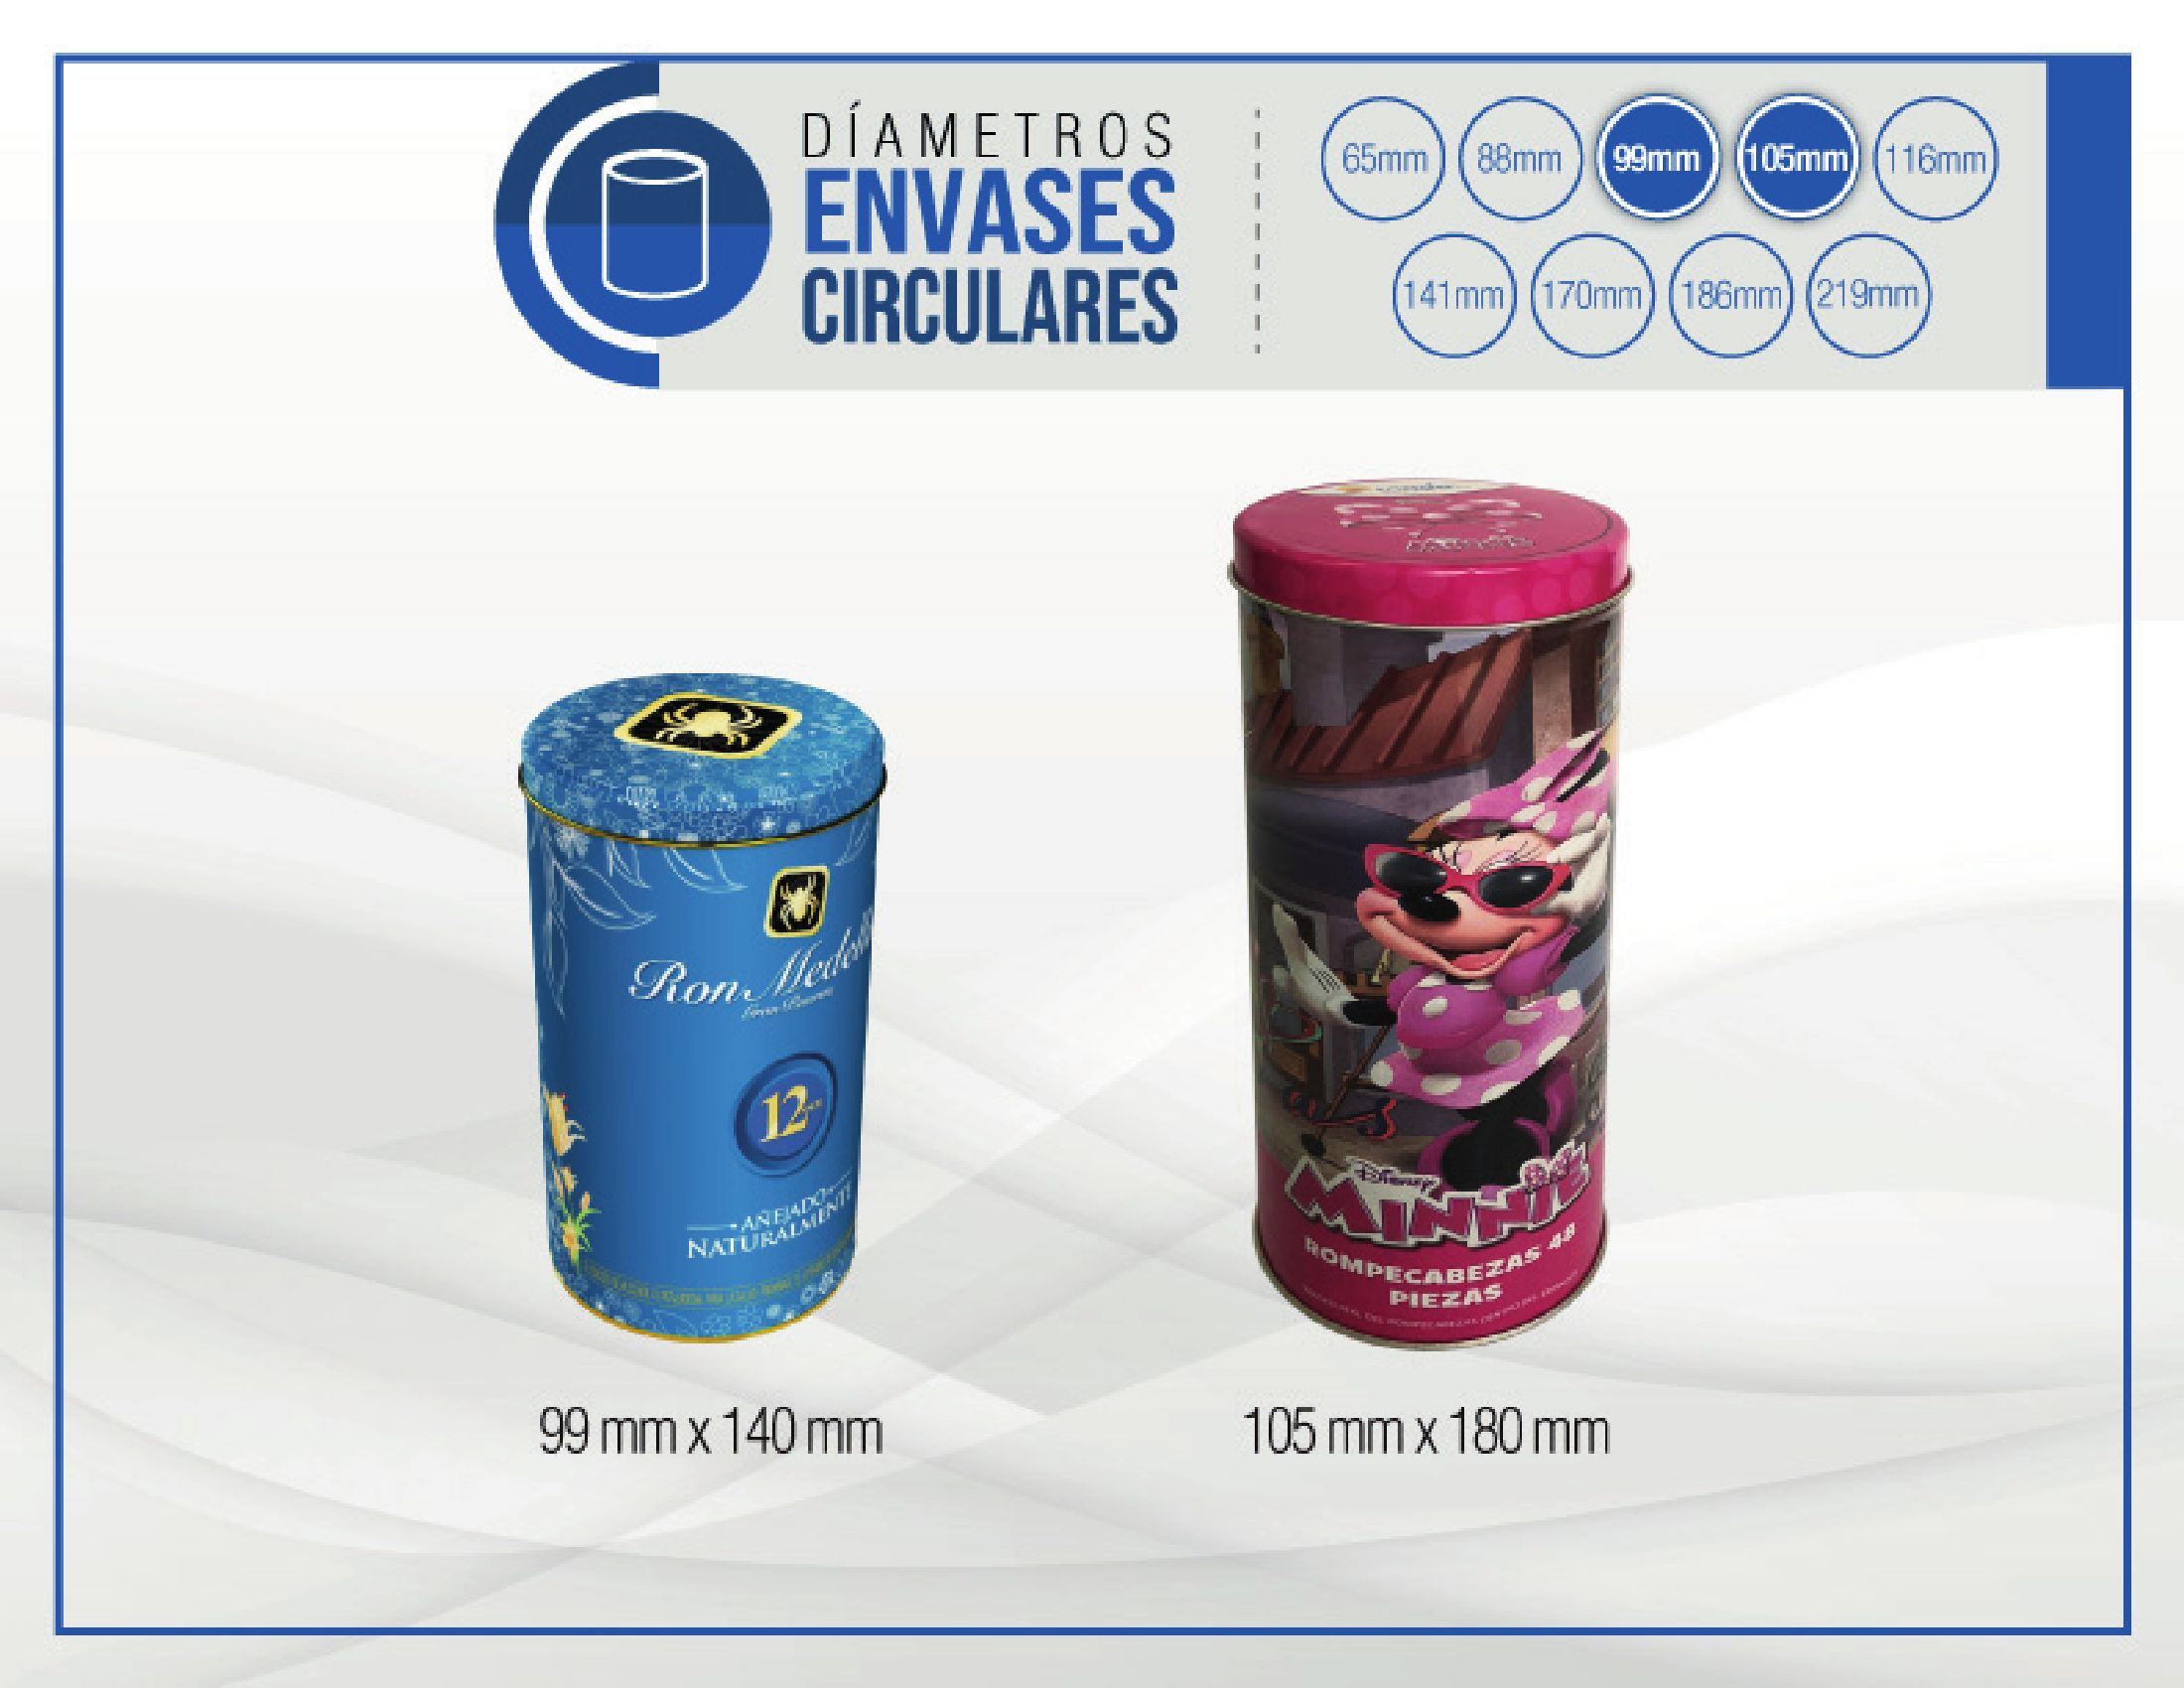 DÍAMETROS
ENVASES
CIRCULARES
65mm 88mm 99mm 105mm 116mm
141mm 170mm 186mm 219mm
Ron
12
AÑEJADO
NATURALMENTE
Disney
MINNIE
ROMPECABEZAS 48
PIEZAS
99 mm x 140 mm
105 mm x 180 mm